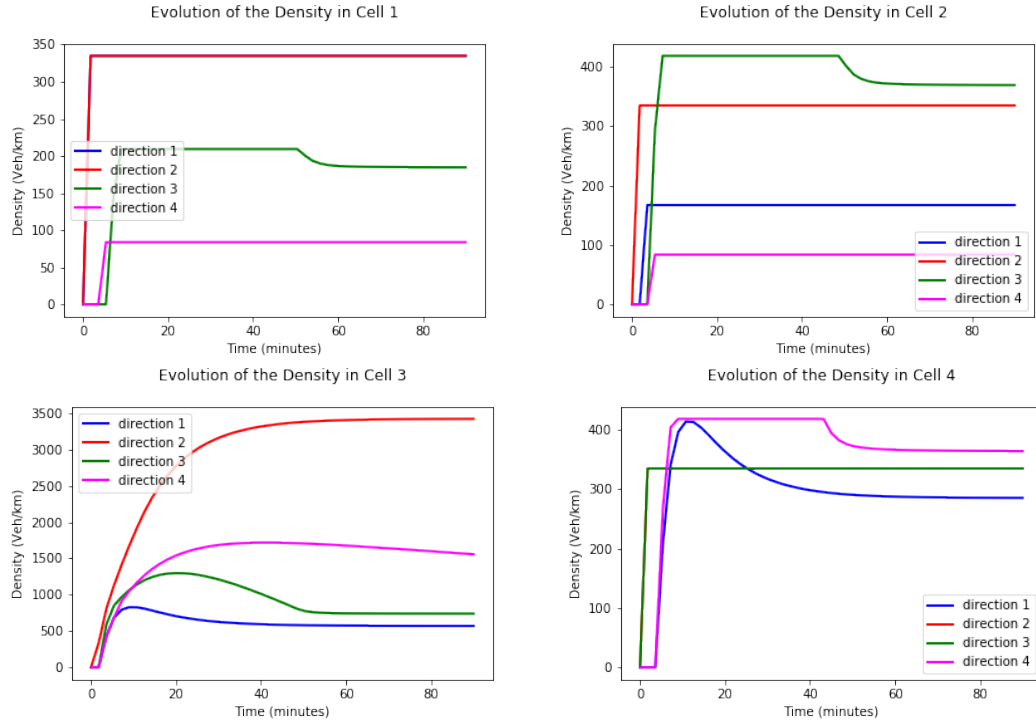 Evolution of the Density in Cell 1
350
300
250
200
150
100
50
0
Density (Veh/km)
direction 1
direction 2
direction 3
direction 4
0 20 40 60 80
Time (minutes)
Evolution of the Density in Cell 2
400
300
200
100
0
Density (Veh/km)
direction 1
direction 2
direction 3
direction 4
0 20 40 60 80
Time (minutes)
Evolution of the Density in Cell 3
3500
3000
2500
2000
1500
1000
500
0
Density (Veh/km)
direction 1
direction 2
direction 3
direction 4
0 20 40 60 80
Time (minutes)
Evolution of the Density in Cell 4
400
300
200
100
0
Density (Veh/km)
direction 1
direction 2
direction 3
direction 4
0 20 40 60 80
Time (minutes)